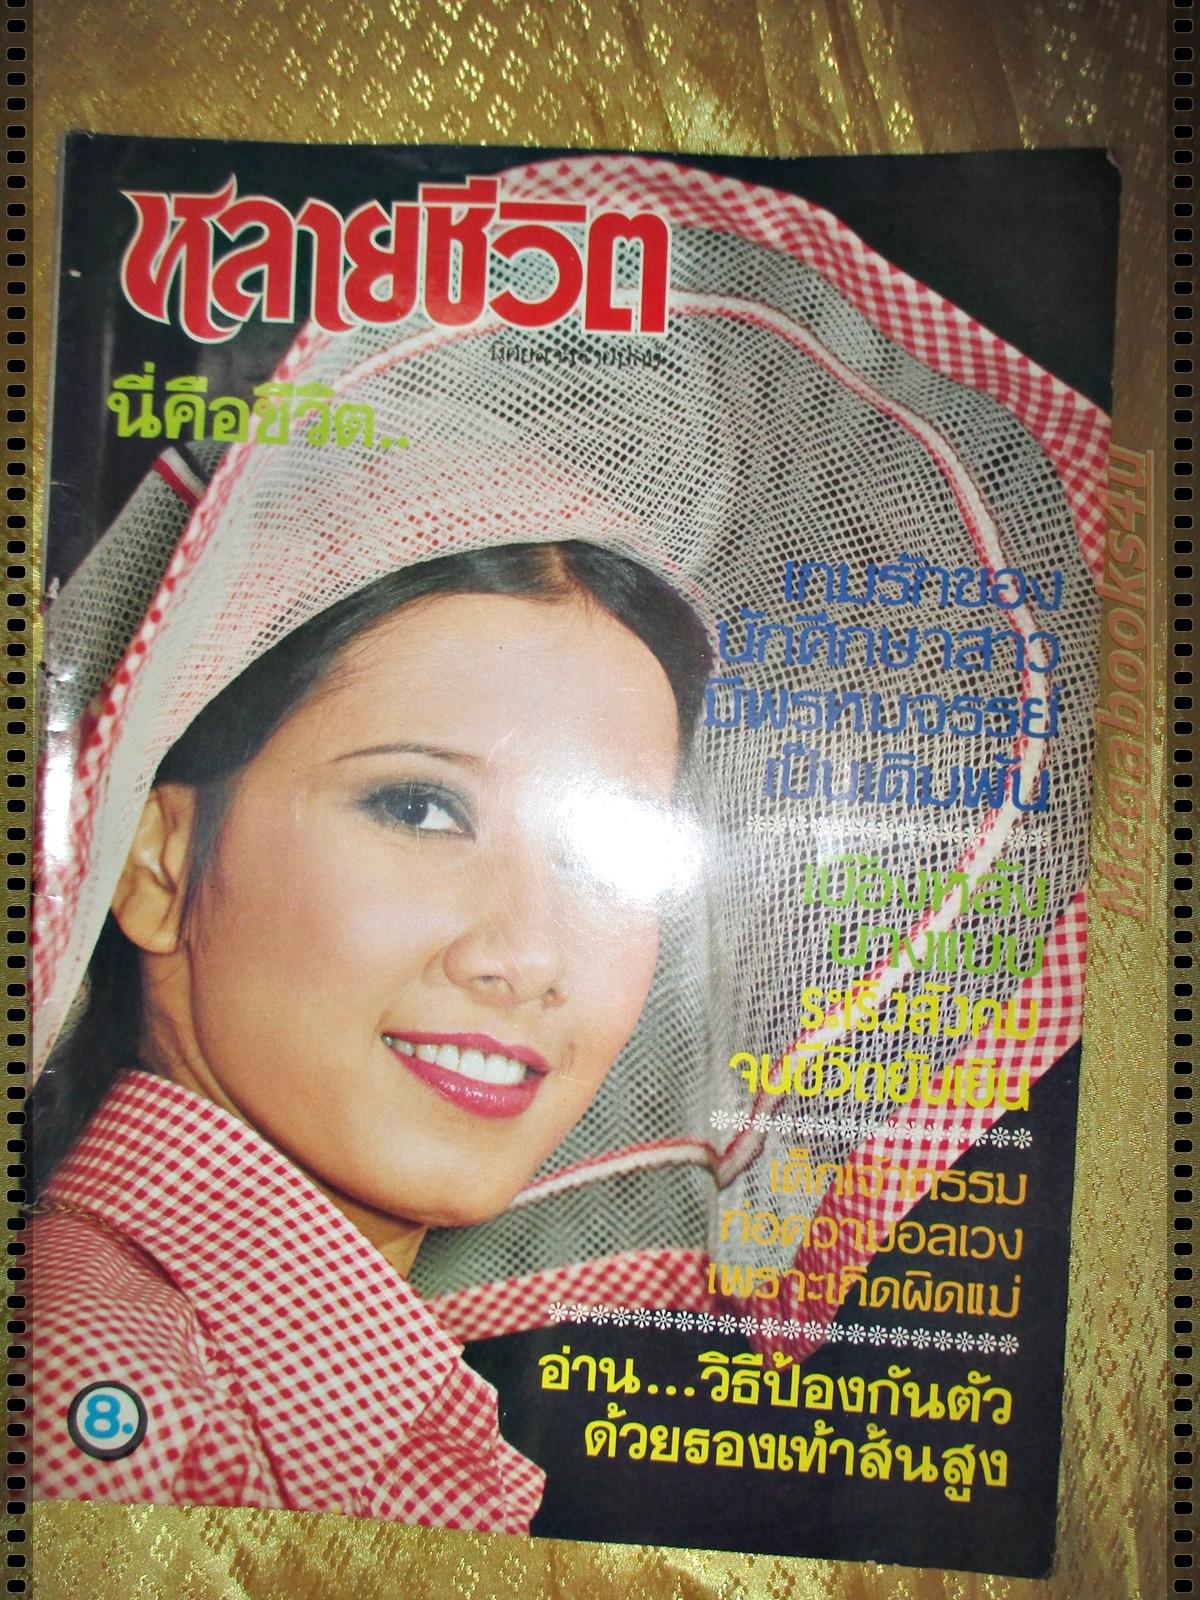 หลายชีวิต
นี่คือชีวิต..
เกมรักของ
นักศึกษาสาว
มีพรหมจรรย์
เป็นเดิมพัน
เบื้องหลัง
นางแบบ
ระเริงสังคม
จนชีวิตยับเยิน
เด็กเจ้ากรรม
ก่อความอลเวง
เพราะเกิดผิดแม่
อ่าน...วิธีป้องกันตัว
ด้วยรองเท้าส้นสูง
8.
Megabooks4u